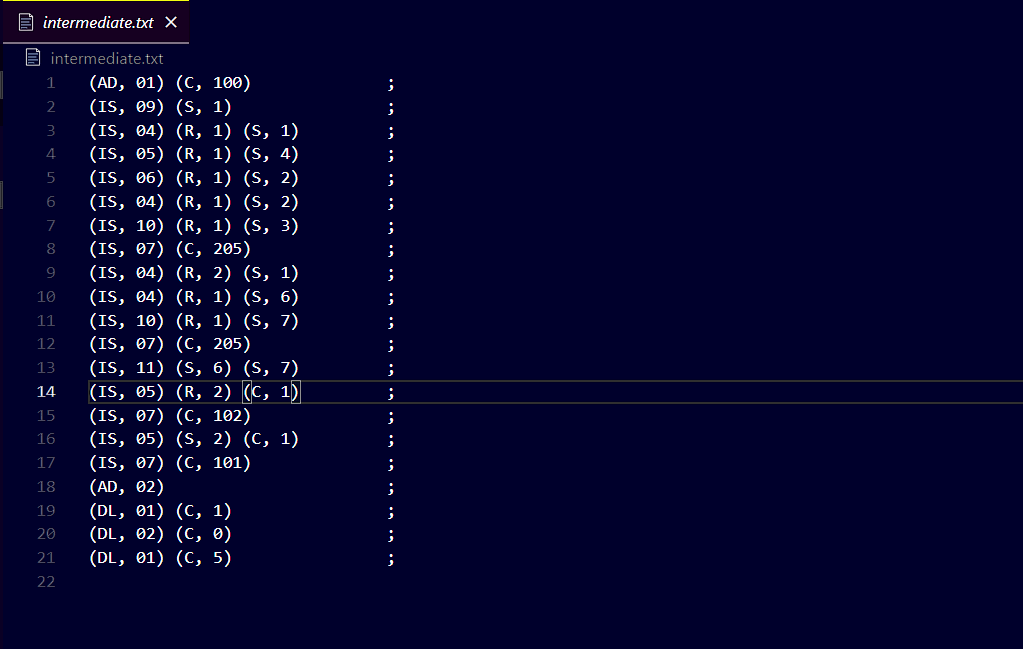 intermediate.txt ×
intermediate.txt
1 (AD, 01) (C, 100) ;
2 (IS, 09) (S, 1) ;
3 (IS, 04) (R, 1) (S, 1) ;
4 (IS, 05) (R, 1) (S, 4) ;
5 (IS, 06) (R, 1) (S, 2) ;
6 (IS, 04) (R, 1) (S, 2) ;
7 (IS, 10) (R, 1) (S, 3) ;
8 (IS, 07) (C, 205) ;
9 (IS, 04) (R, 2) (S, 1) ;
10 (IS, 04) (R, 1) (S, 6) ;
11 (IS, 10) (R, 1) (S, 7) ;
12 (IS, 07) (C, 205) ;
13 (IS, 11) (S, 6) (S, 7) ;
14 (IS, 05) (R, 2) (C, 1) ;
15 (IS, 07) (C, 102) ;
16 (IS, 05) (S, 2) (C, 1) ;
17 (IS, 07) (C, 101) ;
18 (AD, 02) ;
19 (DL, 01) (C, 1) ;
20 (DL, 02) (C, 0) ;
21 (DL, 01) (C, 5) ;
22